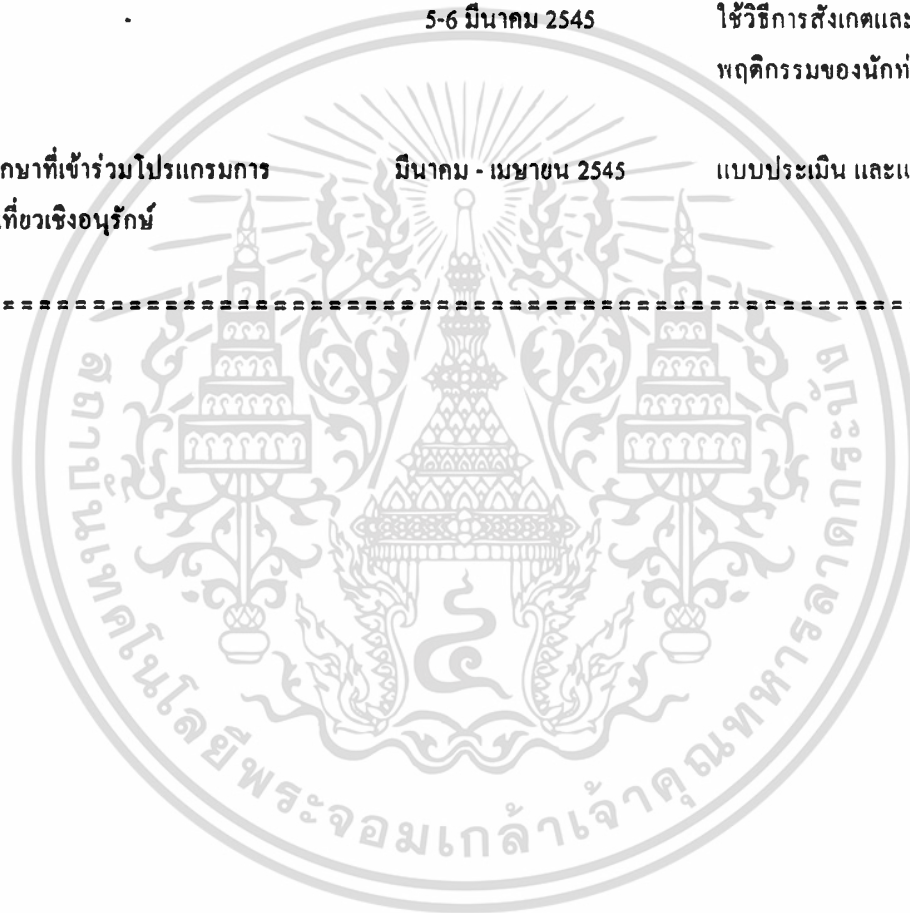 5-6 มีนาคม 2545 ใช้วิธีการสังเกตและ
พฤติกรรมของนักท่
กษาที่เข้าร่วมโปรแกรมการ มีนาคม - เมษายน 2545 แบบประเมิน และแ
เที่ยวเชิงอนุรักษ์
สถาบันเทคโนโลยีพระจอมเกล้าเจ้าคุณทหารลาดกระบัง